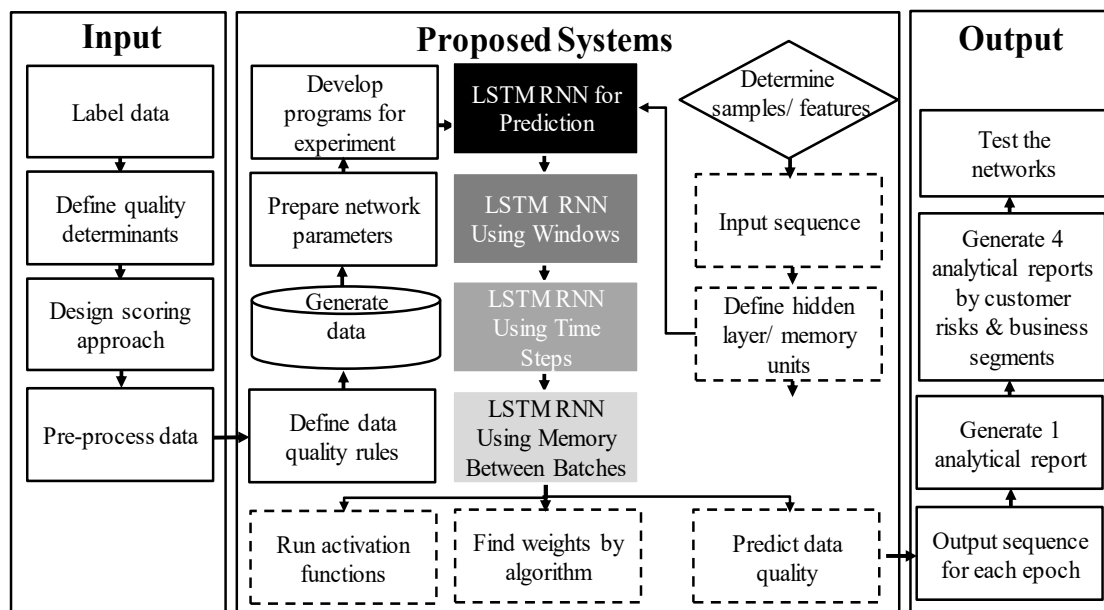 Input
Label data
Define quality
determinants
Design scoring
approach
Pre-process data
Proposed Systems
Develop
programs for
experiment
Prepare network
parameters
Generate
data
Define data
quality rules
LSTM RNN for
Prediction
LSTM RNN
Using Windows
LSTM RNN
Using Time
Steps
LSTM RNN
Using Memory
Between Batches
Determine
samples/ features
Input sequence
Define hidden
layer/ memory
units
Run activation
functions
Find weights by
algorithm
Predict data
quality
Output
Test the
networks
Generate 4
analytical reports
by customer
risks & business
segments
Generate 1
analytical report
Output sequence
for each epoch